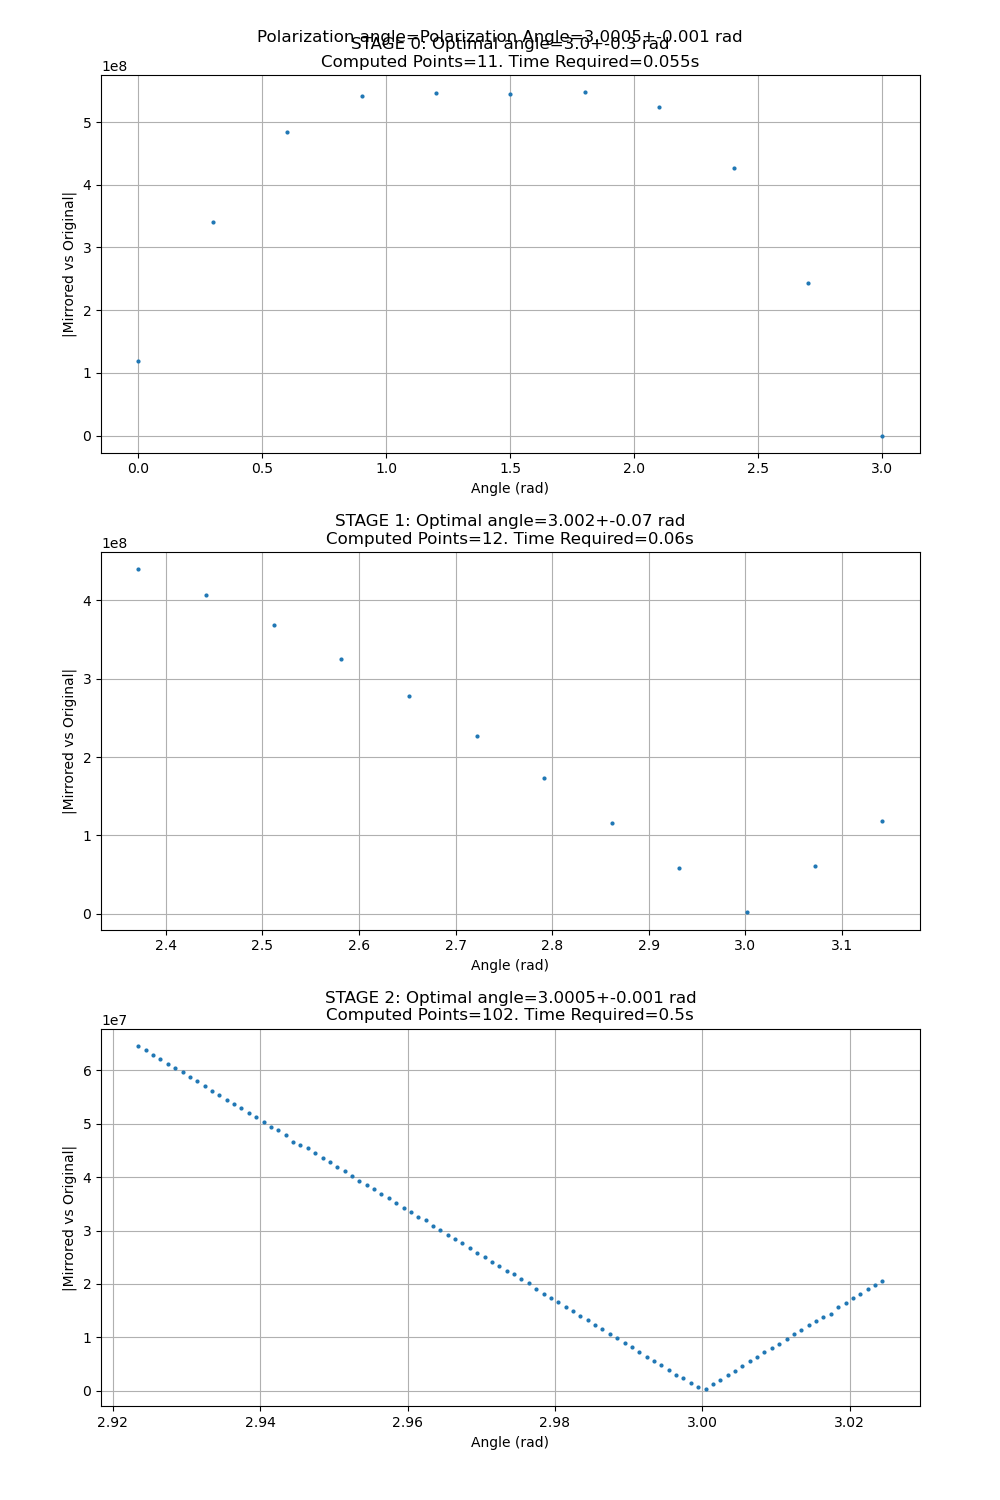 Polarization angle=Polarization Angle=3.0005+-0.001 rad
STAGE 0: Optimal angle=3.0+-0.3 rad
Computed Points=11. Time Required=0.055s
1e8
5
4
3
2
1
0
|Mirrored vs Original|
0.0 0.5 1.0 1.5 2.0 2.5 3.0
Angle (rad)
STAGE 1: Optimal angle=3.002+-0.07 rad
Computed Points=12. Time Required=0.06s
1e8
4
3
2
1
0
|Mirrored vs Original|
2.4 2.5 2.6 2.7 2.8 2.9 3.0 3.1
Angle (rad)
STAGE 2: Optimal angle=3.0005+-0.001 rad
Computed Points=102. Time Required=0.5s
1e7
6
5
4
3
2
1
0
|Mirrored vs Original|
2.92 2.94 2.96 2.98 3.00 3.02
Angle (rad)